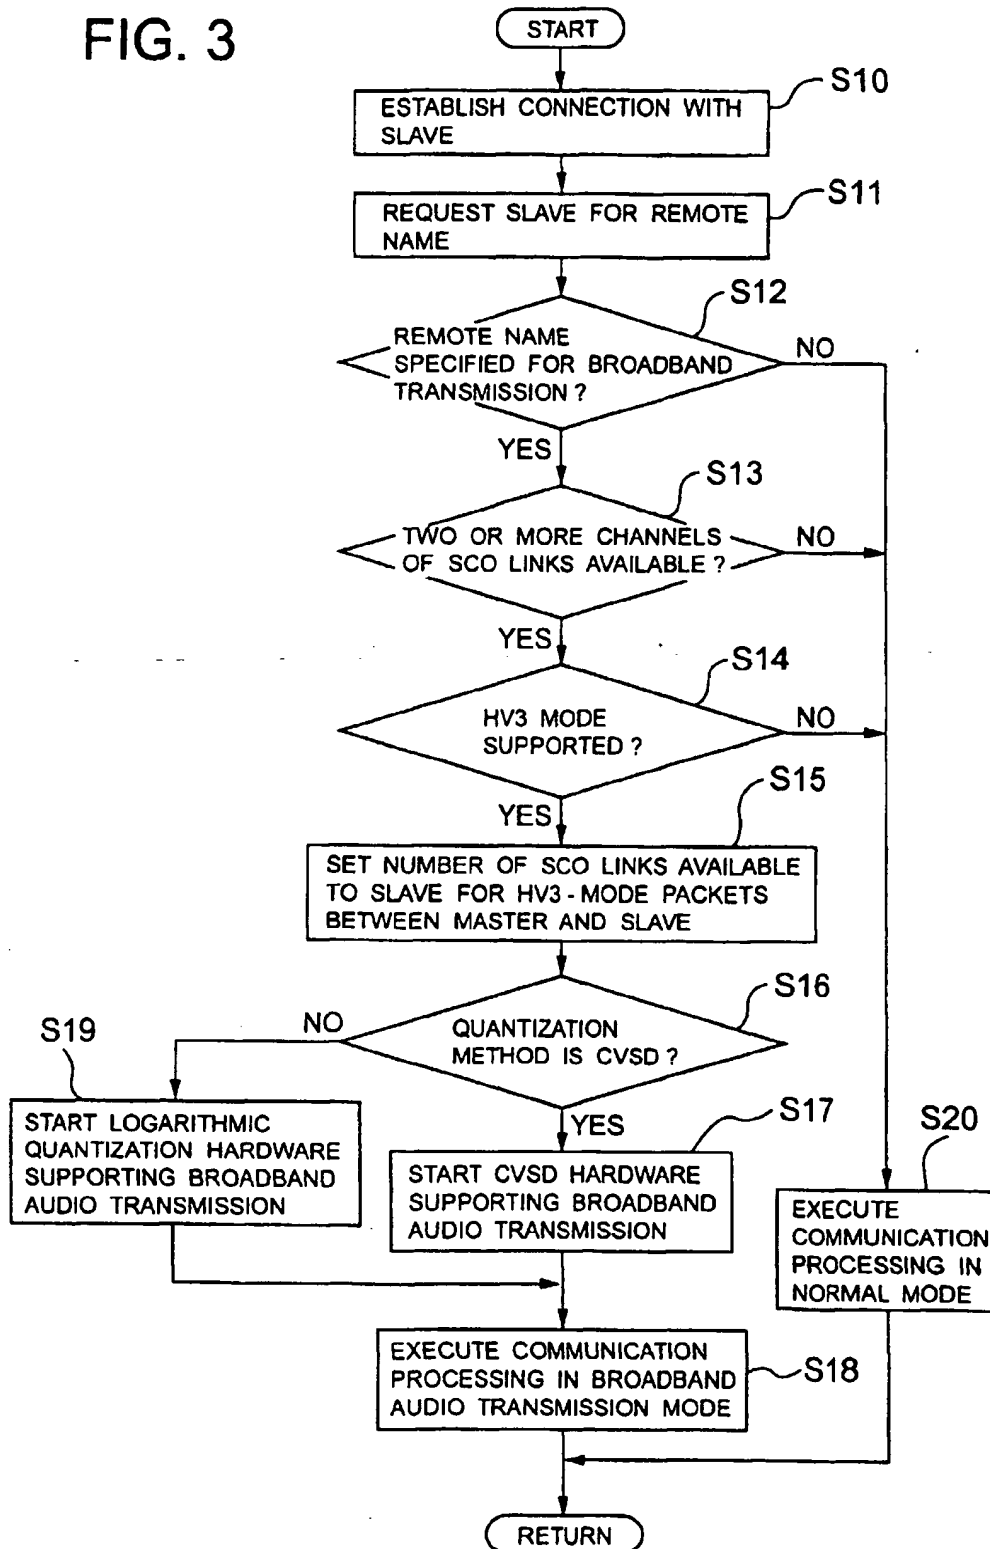 FIG. 3
START
S10
ESTABLISH CONNECTION WITH
SLAVE
S11
REQUEST SLAVE FOR REMOTE
NAME
S12
REMOTE NAME
SPECIFIED FOR BROADBAND
TRANSMISSION ?
NO
YES
S13
TWO OR MORE CHANNELS
OF SCO LINKS AVAILABLE ?
NO
YES
S14
HV3 MODE
SUPPORTED ?
NO
YES
S15
SET NUMBER OF SCO LINKS AVAILABLE
TO SLAVE FOR HV3 - MODE PACKETS
BETWEEN MASTER AND SLAVE
S16
QUANTIZATION
METHOD IS CVSD ?
NO
YES
S19
START LOGARITHMIC
QUANTIZATION HARDWARE
SUPPORTING BROADBAND
AUDIO TRANSMISSION
S17
START CVSD HARDWARE
SUPPORTING BROADBAND
AUDIO TRANSMISSION
S20
EXECUTE
COMMUNICATION
PROCESSING IN
NORMAL MODE
EXECUTE COMMUNICATION
PROCESSING IN BROADBAND
AUDIO TRANSMISSION MODE
S18
RETURN